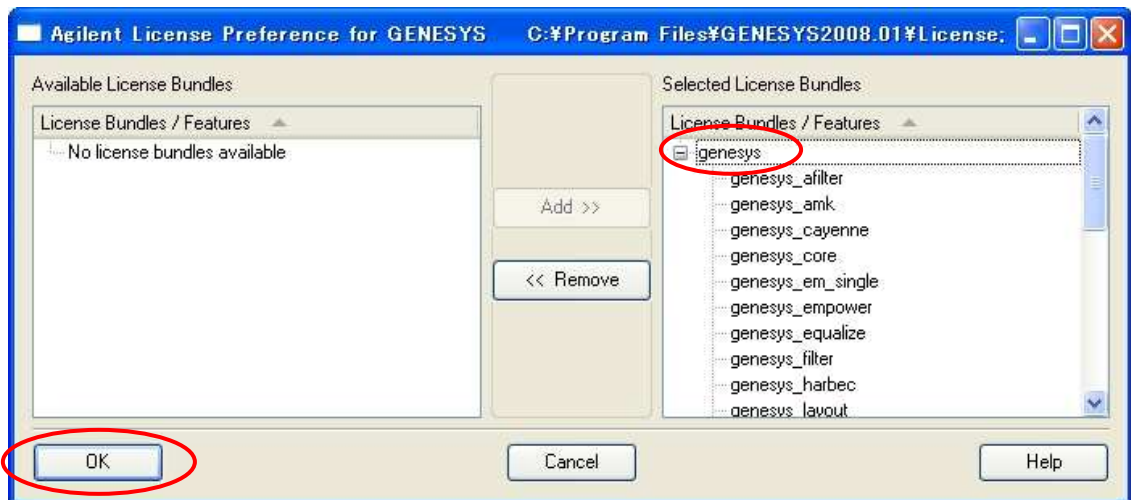 Agilent License Preference for GENESYS C:¥Program Files¥GENESYS2008.01¥License;
Available License Bundles
License Bundles / Features
No license bundles available
Add >>
<< Remove
Selected License Bundles
License Bundles / Features
genesys
genesys_afilter
genesys_amk
genesys_cayenne
genesys_core
genesys_em_single
genesys_empower
genesys_equalize
genesys_filter
genesys_harbec
genesys_layout
OK
Cancel
Help